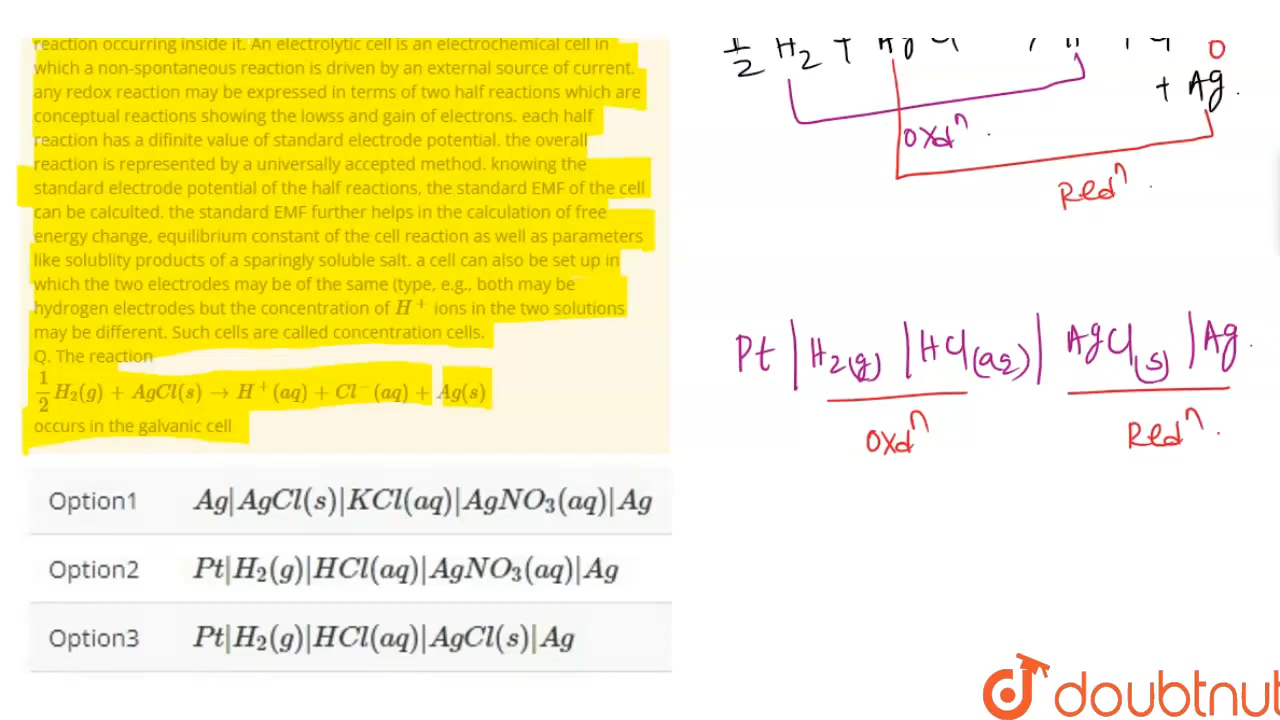 reaction occurring inside it. An electrolytic cell is an electrochemical cell in
which a non-spontaneous reaction is driven by an external source of current.
any redox reaction may be expressed in terms of two half reactions which are
conceptual reactions showing the lowss and gain of electrons. each half
reaction has a difinite value of standard electrode potential. the overall
reaction is represented by a universally accepted method. knowing the
standard electrode potential of the half reactions, the standard EMF of the cell
can be calculted. the standard EMF further helps in the calculation of free
energy change, equilibrium constant of the cell reaction as well as parameters
like solublity products of a sparingly soluble salt. a cell can also be set up in
which the two electrodes may be of the same (type, e.g., both may be
hydrogen electrodes but the concentration of H⁺ ions in the two solutions
may be different. Such cells are called concentration cells.
Q. The reaction
1/2 H₂(g) + AgCl(s) → H⁺(aq) + Cl⁻(aq) + Ag(s)
occurs in the galvanic cell
Option1 Ag|AgCl(s)|KCl(aq)|AgNO₃(aq)|Ag
Option2 Pt|H₂(g)|HCl(aq)|AgNO₃(aq)|Ag
Option3 Pt|H₂(g)|HCl(aq)|AgCl(s)|Ag
1/2 H₂ +
0
+ Ag.
Oxdⁿ.
Redⁿ.
Pt|H₂(g)|HCl(aq)|AgCl(s)|Ag.
Oxdⁿ
Redⁿ.
doubtnut